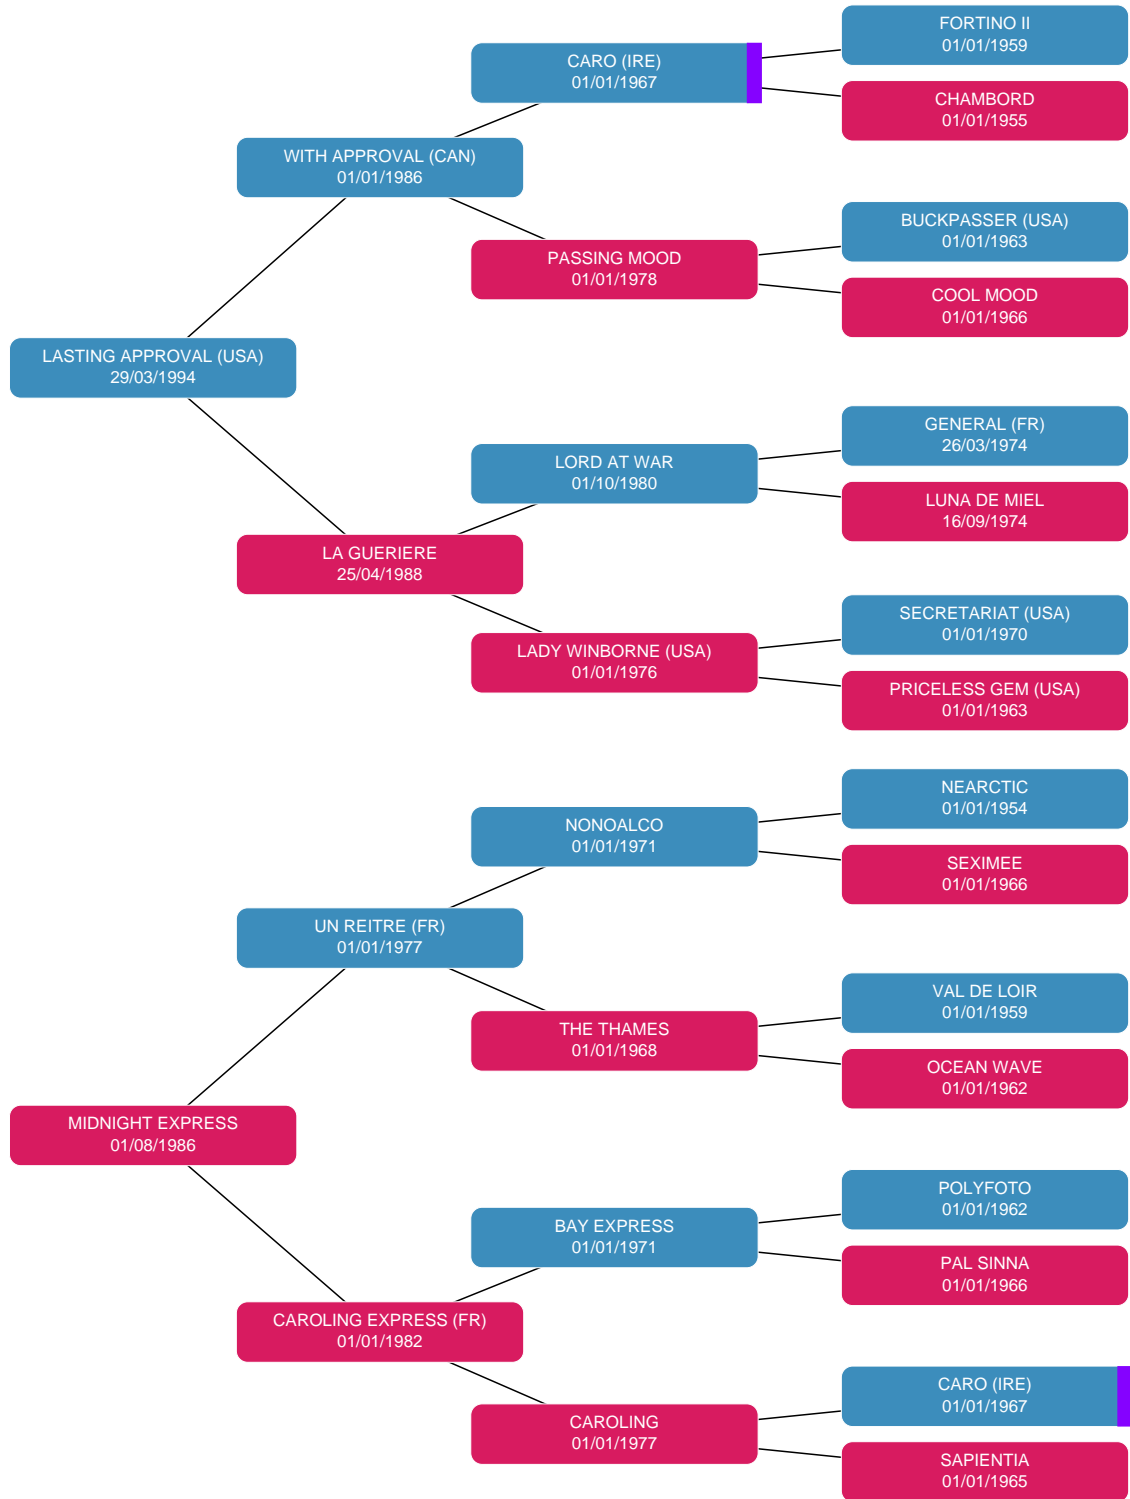 FORTINO II
01/01/1959
CARO (IRE)
01/01/1967
CHAMBORD
01/01/1955
WITH APPROVAL (CAN)
01/01/1986
BUCKPASSER (USA)
01/01/1963
PASSING MOOD
01/01/1978
COOL MOOD
01/01/1966
LASTING APPROVAL (USA)
29/03/1994
GENERAL (FR)
26/03/1974
LORD AT WAR
01/10/1980
LUNA DE MIEL
16/09/1974
LA GUERIERE
25/04/1988
SECRETARIAT (USA)
01/01/1970
LADY WINBORNE (USA)
01/01/1976
PRICELESS GEM (USA)
01/01/1963
NEARCTIC
01/01/1954
NONOALCO
01/01/1971
SEXIMEE
01/01/1966
UN REITRE (FR)
01/01/1977
VAL DE LOIR
01/01/1959
THE THAMES
01/01/1968
OCEAN WAVE
01/01/1962
MIDNIGHT EXPRESS
01/08/1986
POLYFOTO
01/01/1962
BAY EXPRESS
01/01/1971
PAL SINNA
01/01/1966
CAROLING EXPRESS (FR)
01/01/1982
CARO (IRE)
01/01/1967
CAROLING
01/01/1977
SAPIENTIA
01/01/1965